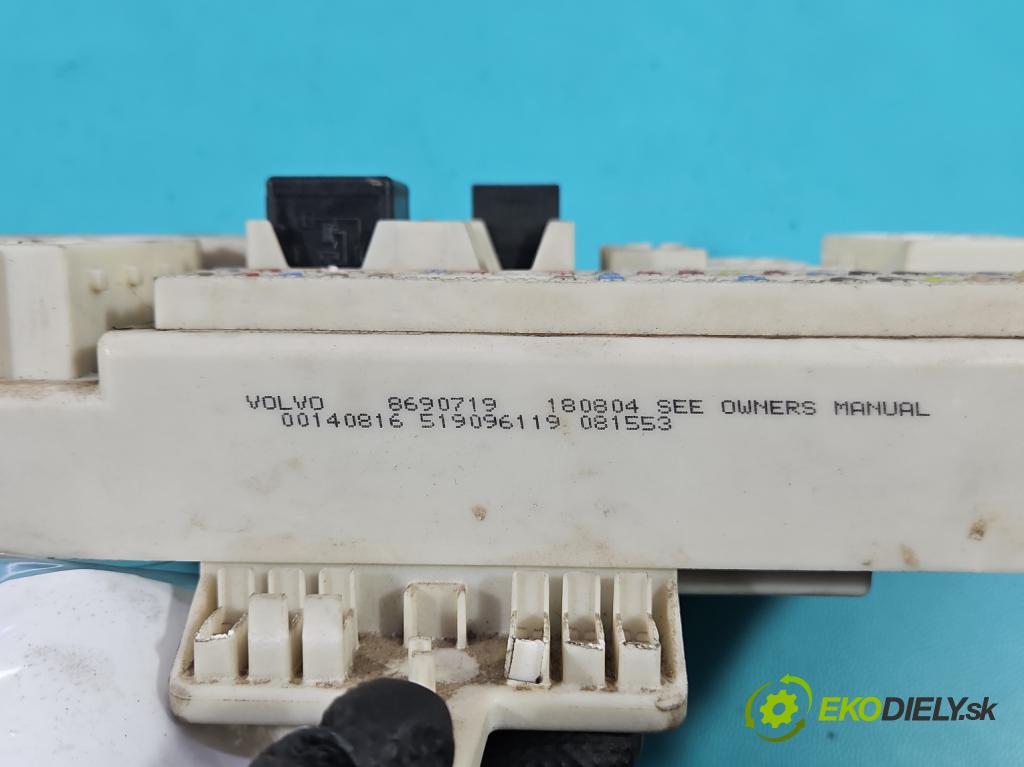 VOLVO 8690719 180804 SEE OWNERS MANUAL
00140816 519096119 081553
EKODIELY.sk